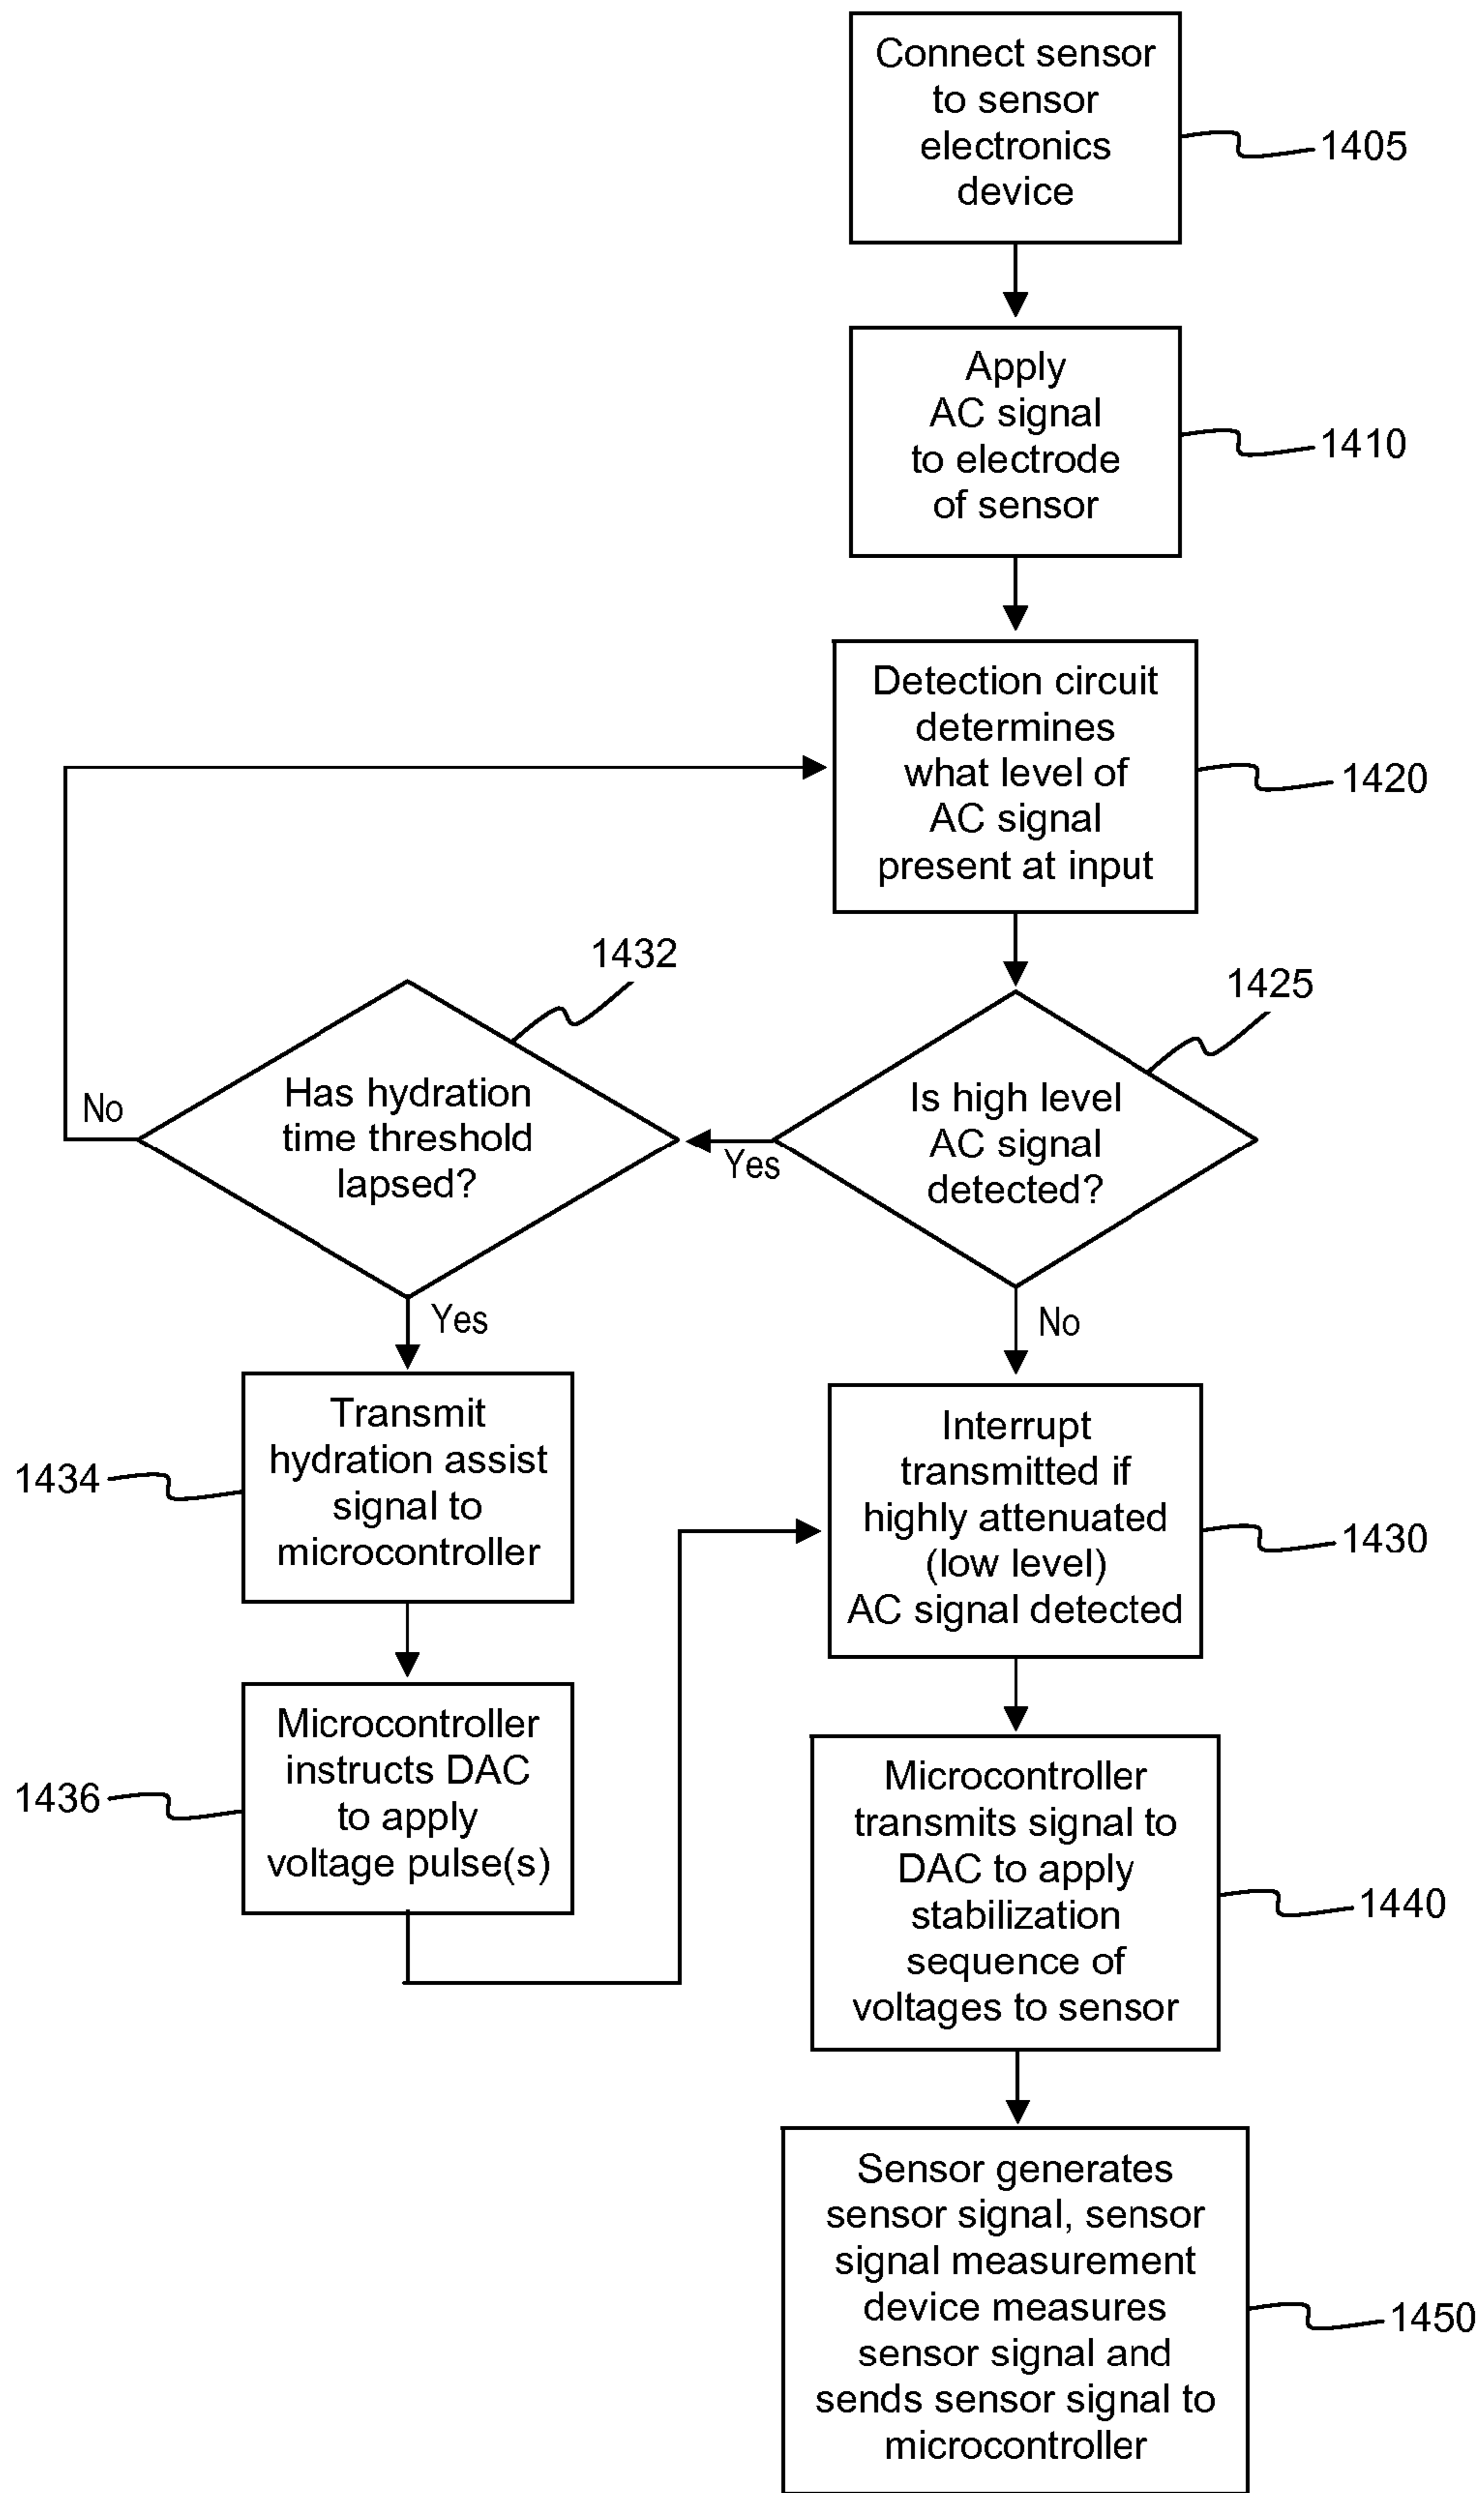 Connect sensor
to sensor
electronics
device
1405
Apply
AC signal
to electrode
of sensor
1410
Detection circuit
determines
what level of
AC signal
present at input
1420
1432
1425
Has hydration
time threshold
lapsed?
No
Is high level
AC signal
detected?
Yes
Yes
No
Transmit
hydration assist
signal to
microcontroller
1434
Interrupt
transmitted if
highly attenuated
(low level)
AC signal detected
1430
Microcontroller
instructs DAC
to apply
voltage pulse(s)
1436
Microcontroller
transmits signal to
DAC to apply
stabilization
sequence of
voltages to sensor
1440
Sensor generates
sensor signal, sensor
signal measurement
device measures
sensor signal and
sends sensor signal to
microcontroller
1450